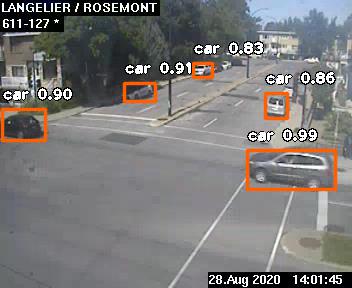 LANGELIER / ROSEMONT
611-127 *
car 0.83
car 0.91
car 0.86
car 0.90
car 0.99
28.Aug 2020 14:01:45